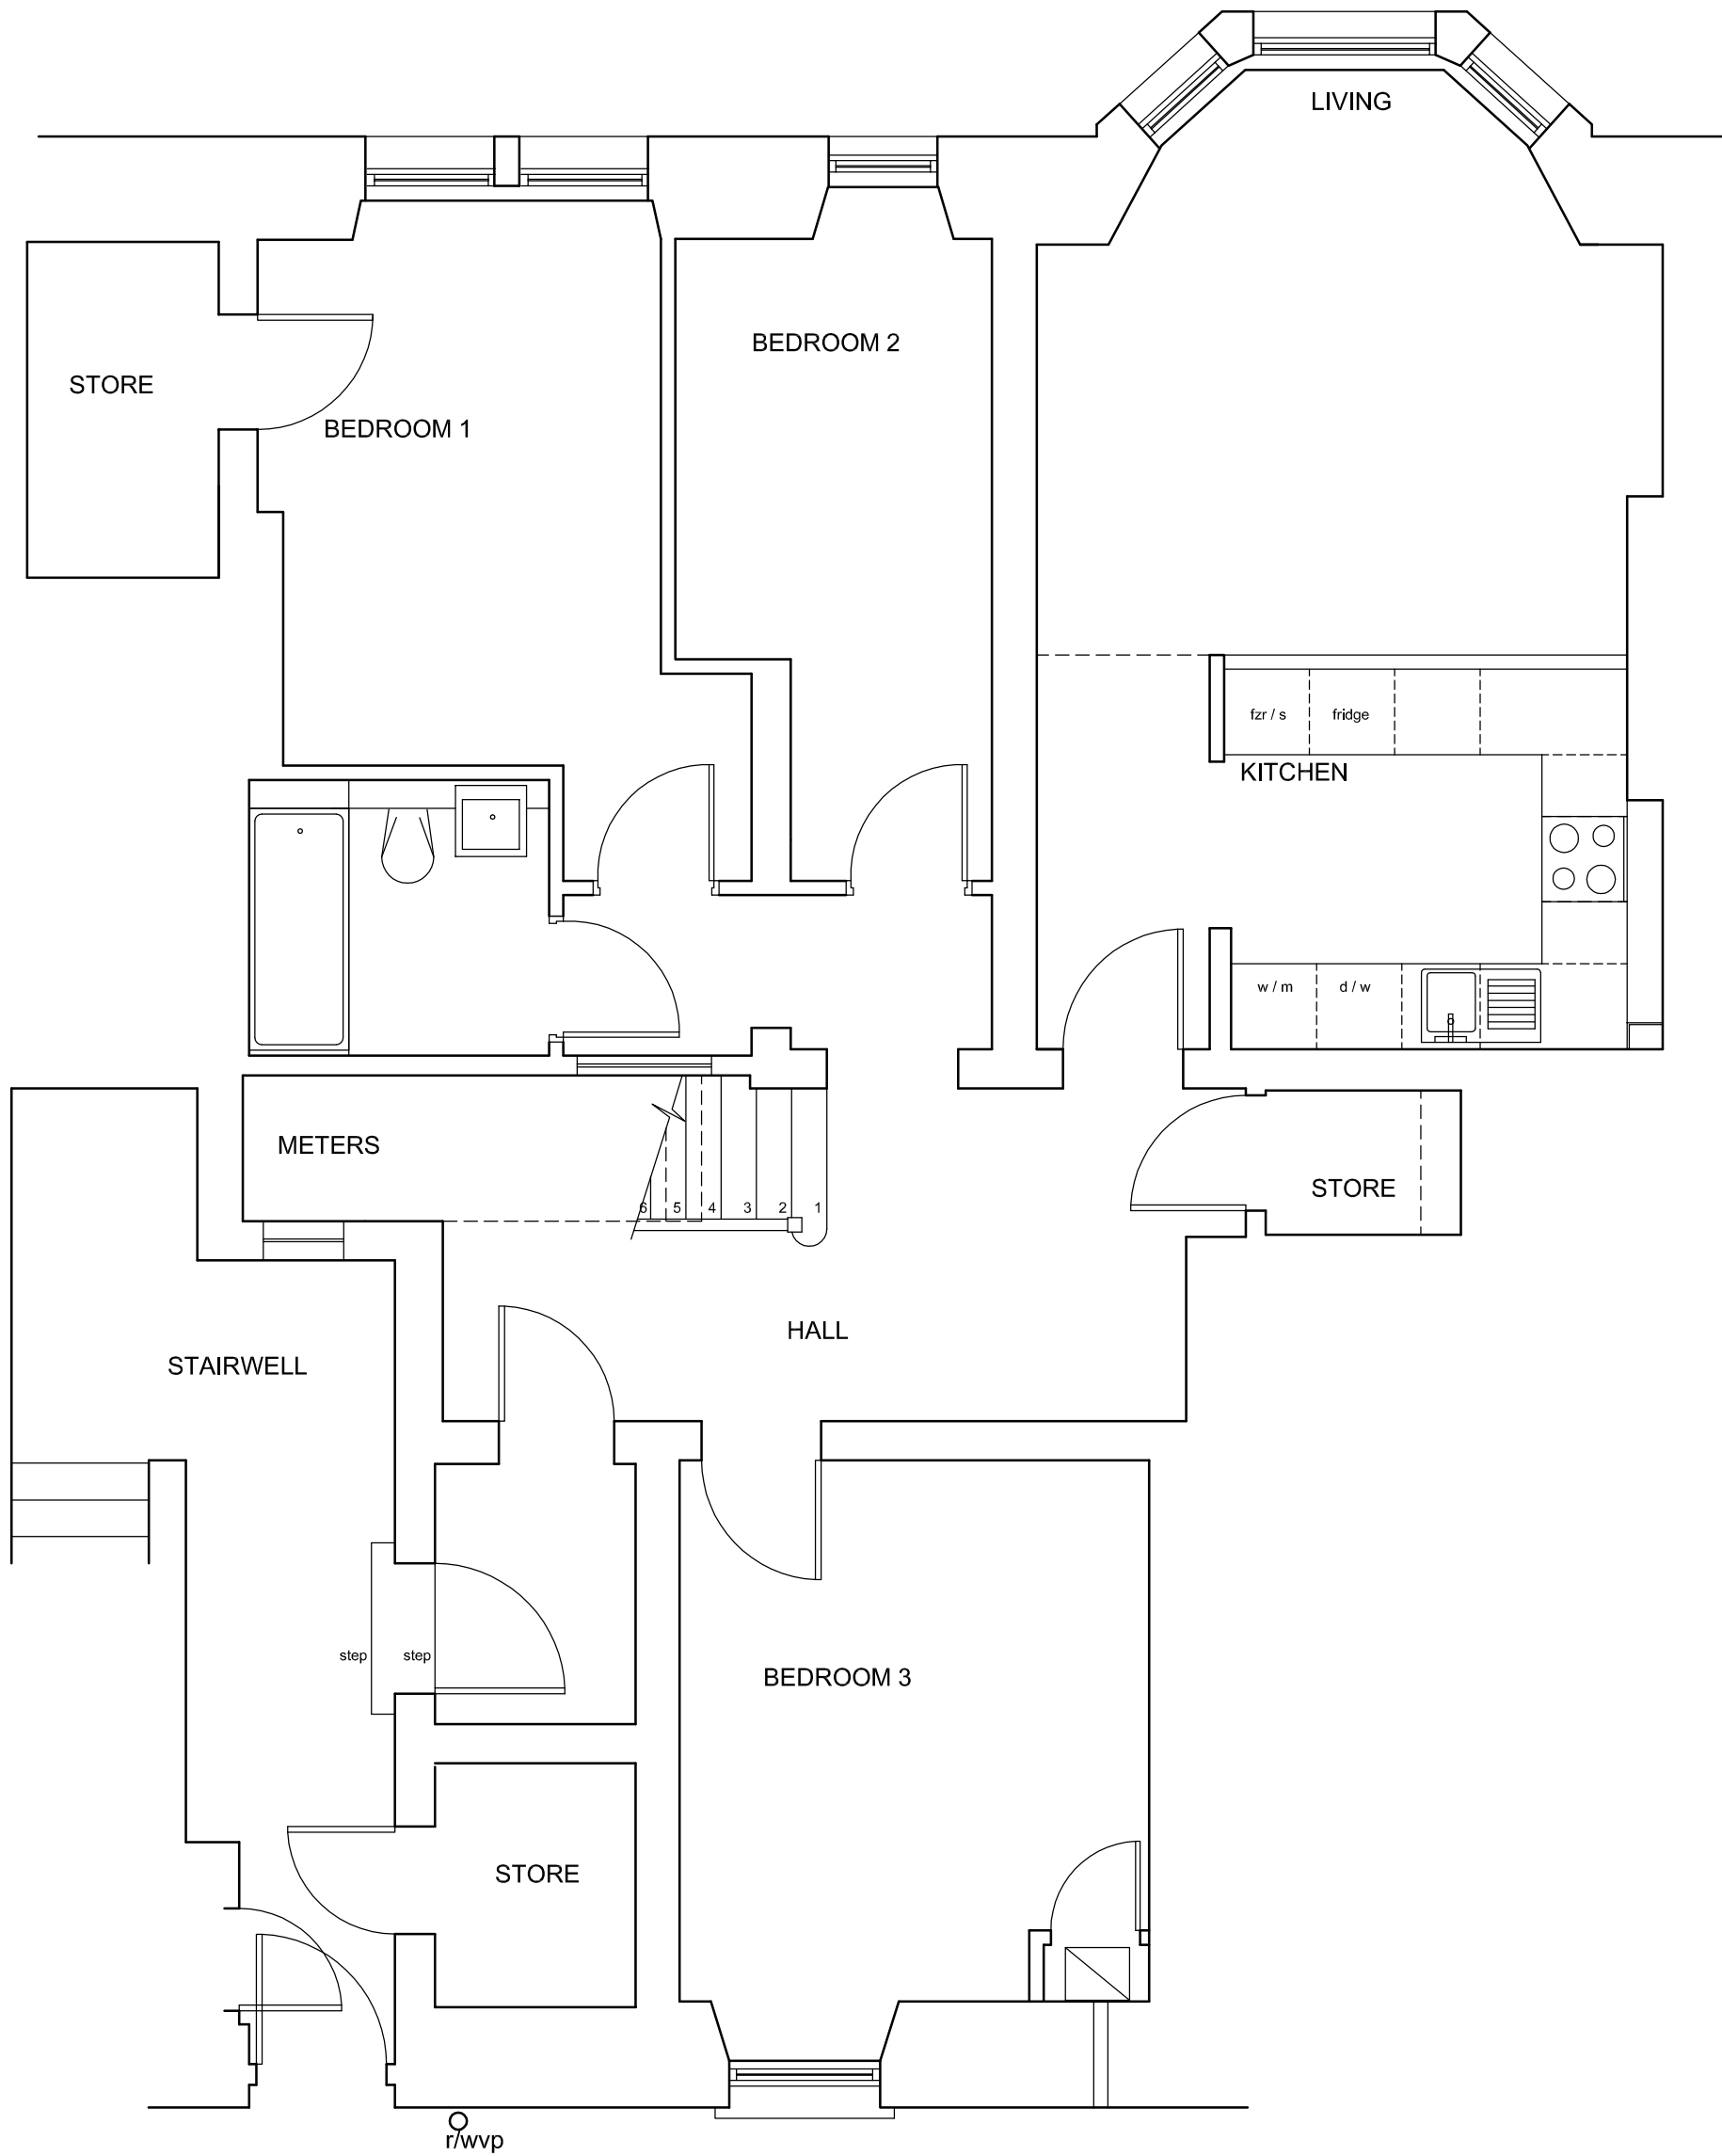 LIVING
BEDROOM 2
STORE
BEDROOM 1
fzr / s fridge
KITCHEN
w / m d / w
METERS
STORE
6 5 4 3 2 1
HALL
STAIRWELL
step step
BEDROOM 3
STORE
r/wvp